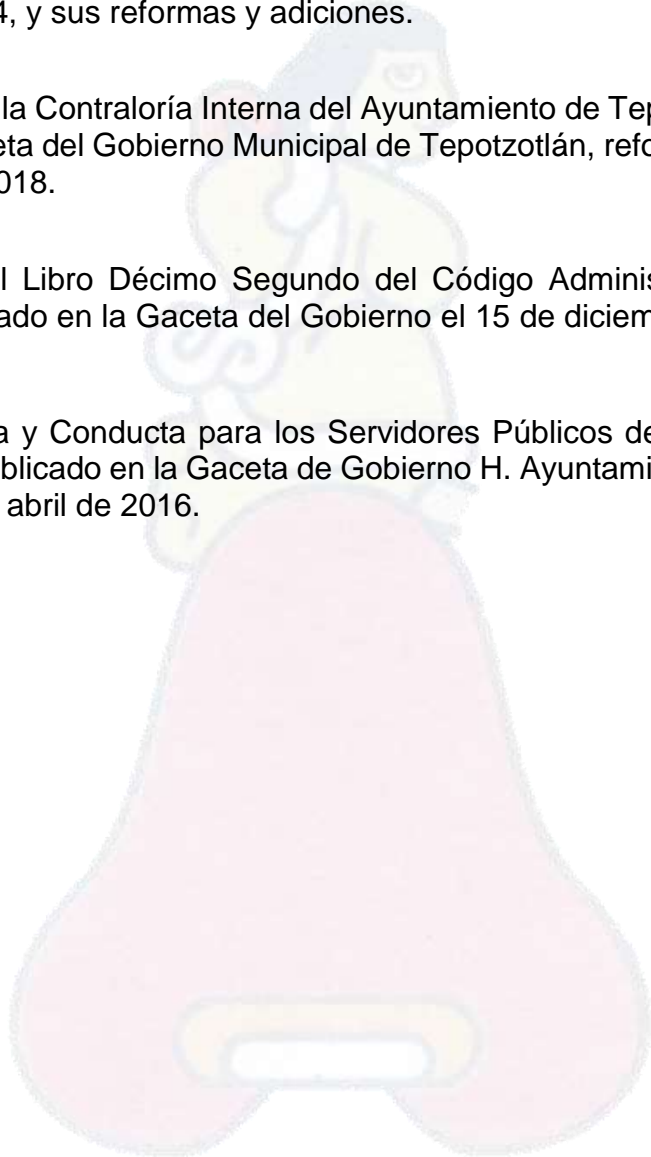 4, y sus reformas y adiciones.
la Contraloría Interna del Ayuntamiento de Tep
eta del Gobierno Municipal de Tepotzotlán, refo
018.
l Libro Décimo Segundo del Código Adminis
ado en la Gaceta del Gobierno el 15 de diciem
a y Conducta para los Servidores Públicos de
blicado en la Gaceta de Gobierno H. Ayuntami
abril de 2016.